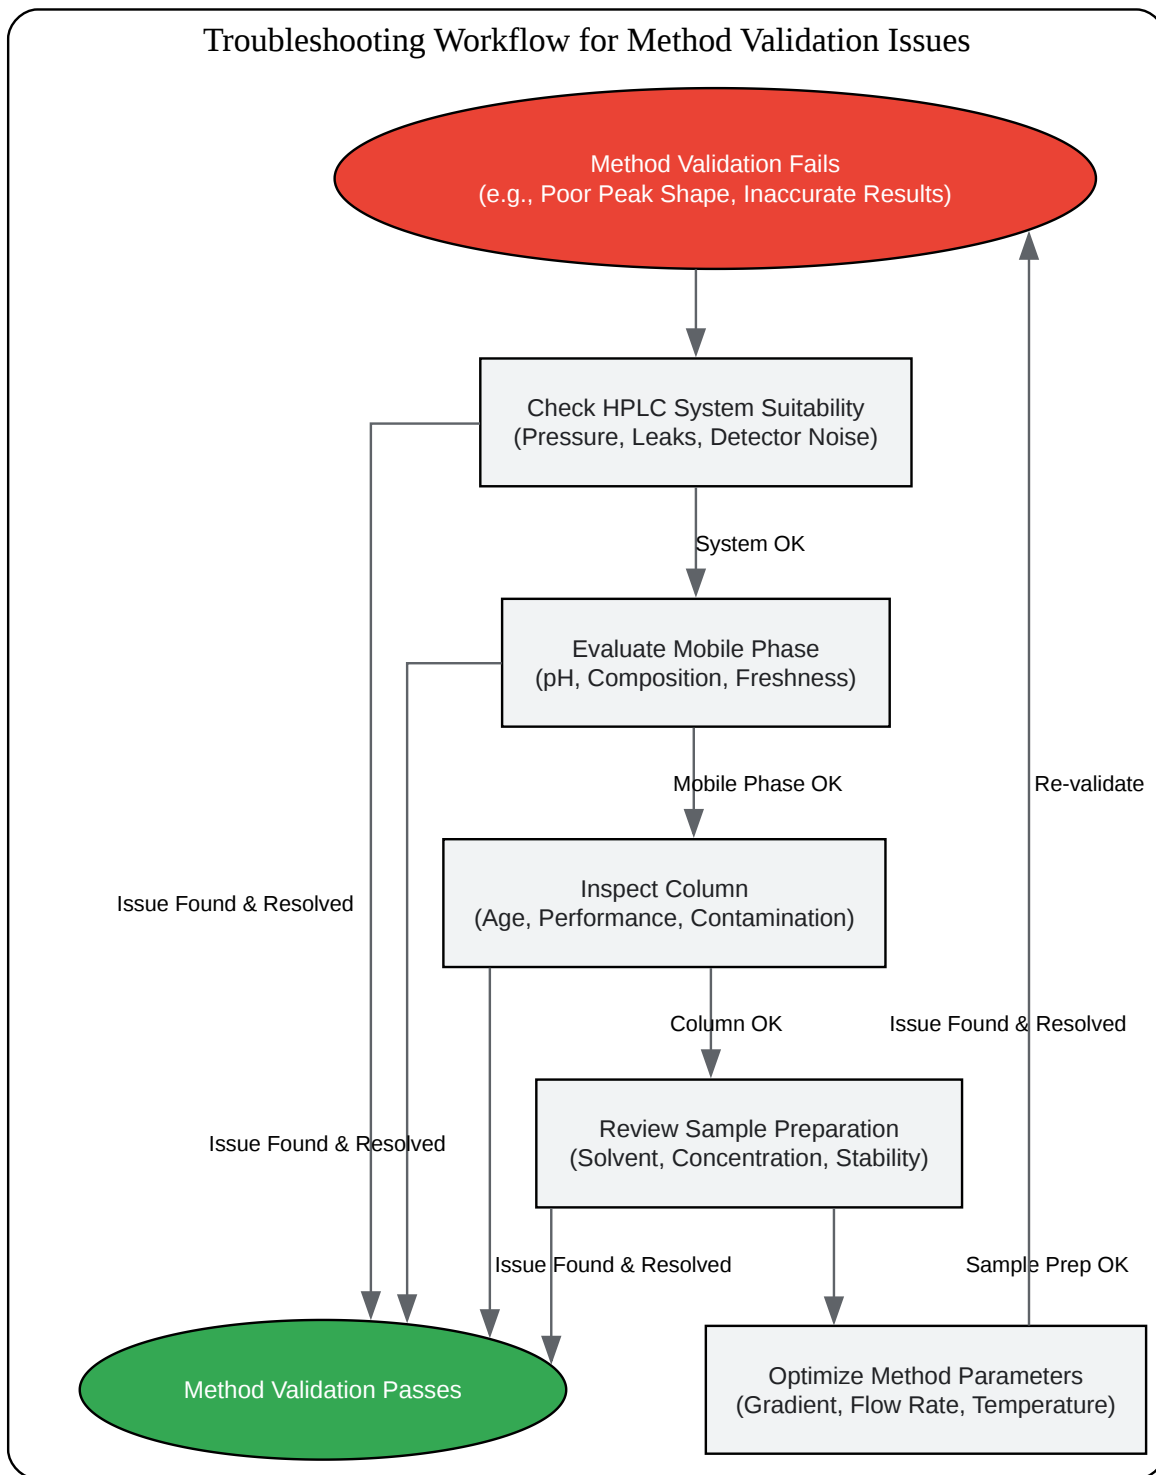 Troubleshooting Workflow for Method Validation Issues
Method Validation Fails
(e.g., Poor Peak Shape, Inaccurate Results)
Check HPLC System Suitability
(Pressure, Leaks, Detector Noise)
System OK
Evaluate Mobile Phase
(pH, Composition, Freshness)
Mobile Phase OK
Re-validate
Inspect Column
(Age, Performance, Contamination)
Issue Found & Resolved
Column OK
Issue Found & Resolved
Review Sample Preparation
(Solvent, Concentration, Stability)
Issue Found & Resolved
Issue Found & Resolved
Sample Prep OK
Method Validation Passes
Optimize Method Parameters
(Gradient, Flow Rate, Temperature)